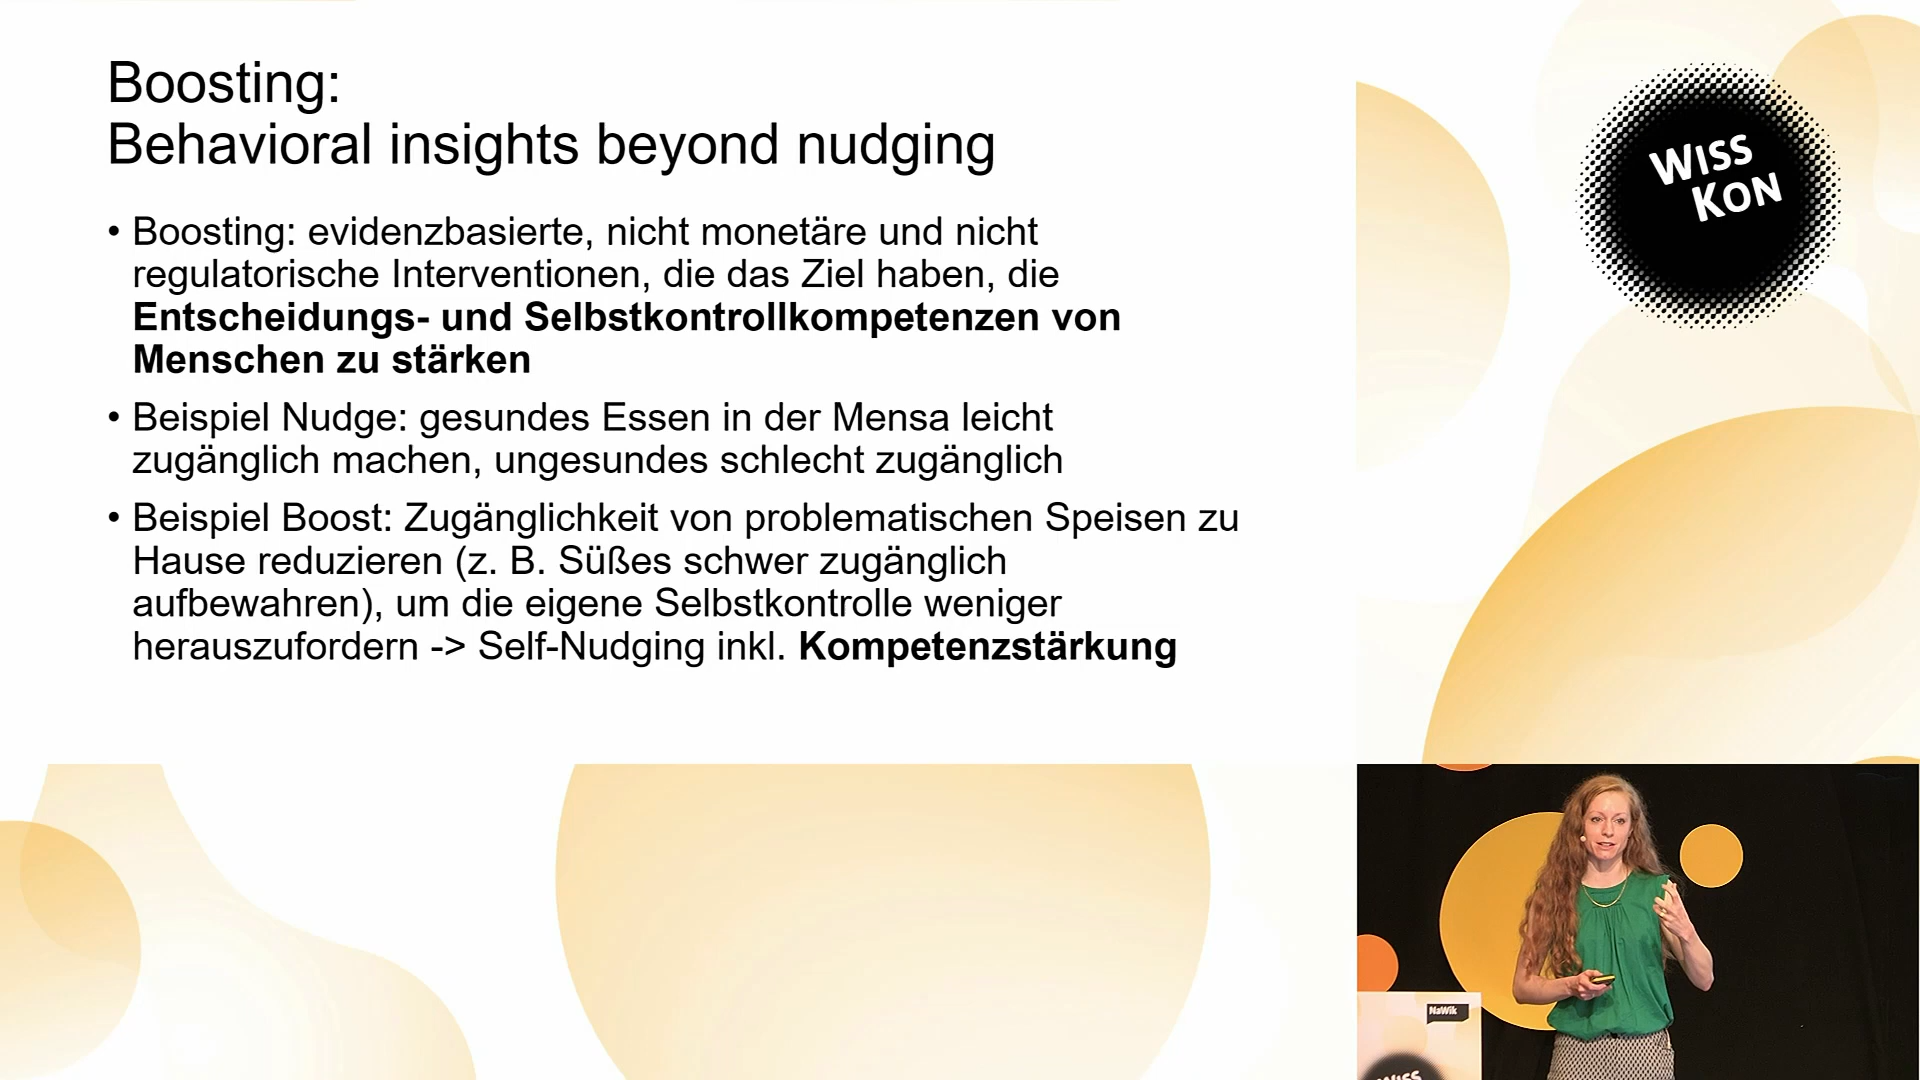 Boosting:
Behavioral insights beyond nudging
• Boosting: evidenzbasierte, nicht monetäre und nicht
regulatorische Interventionen, die das Ziel haben, die
Entscheidungs- und Selbstkontrollkompetenzen von
Menschen zu stärken
• Beispiel Nudge: gesundes Essen in der Mensa leicht
zugänglich machen, ungesundes schlecht zugänglich
• Beispiel Boost: Zugänglichkeit von problematischen Speisen zu
Hause reduzieren (z. B. Süßes schwer zugänglich
aufbewahren), um die eigene Selbstkontrolle weniger
herauszufordern -> Self-Nudging inkl. Kompetenzstärkung
WISS
KON
NaWik
WISS